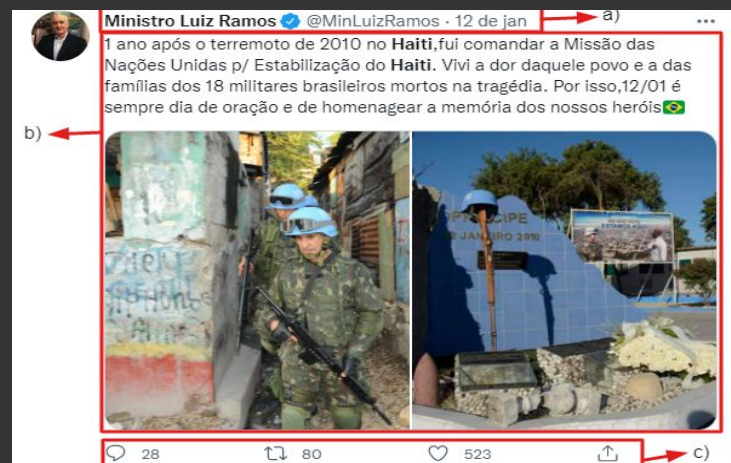 Ministro Luiz Ramos @MinLuizRamos · 12 de jan ... a)
1 ano após o terremoto de 2010 no Haiti,fui comandar a Missão das
Nações Unidas p/ Estabilização do Haiti. Vivi a dor daquele povo e a das
famílias dos 18 militares brasileiros mortos na tragédia. Por isso,12/01 é
sempre dia de oração e de homenagear a memória dos nossos heróis
b)
ESTAMOS AQUI
28 80 523 c)